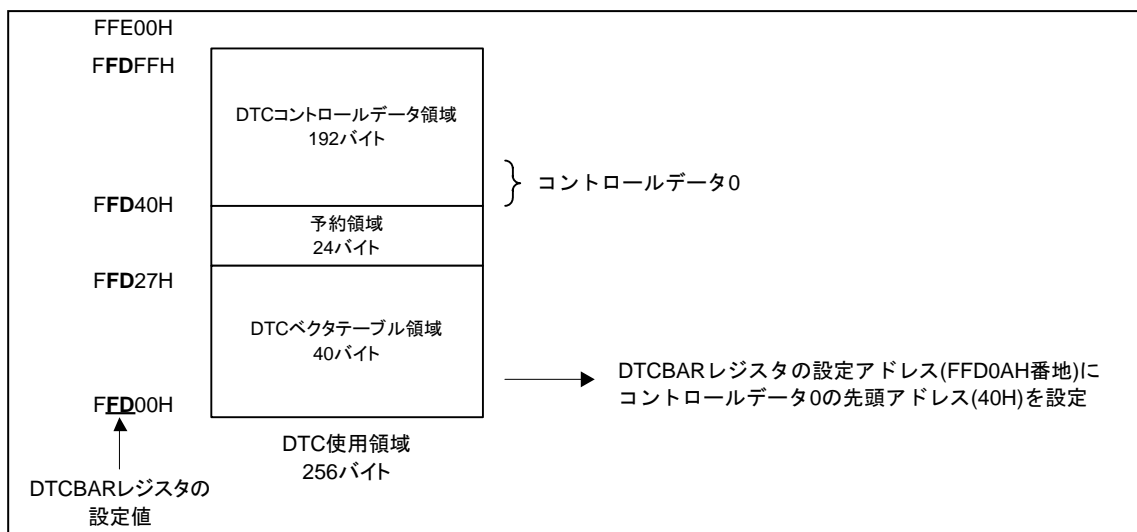 FFE00H
FFDFFH
DTCコントロールデータ領域
192バイト
コントロールデータ0
FFD40H
予約領域
24バイト
FFD27H
DTCベクタテーブル領域
40バイト
DTCBARレジスタの設定アドレス(FFD0AH番地)に
コントロールデータ0の先頭アドレス(40H)を設定
FFD00H
DTC使用領域
256バイト
DTCBARレジスタの
設定値